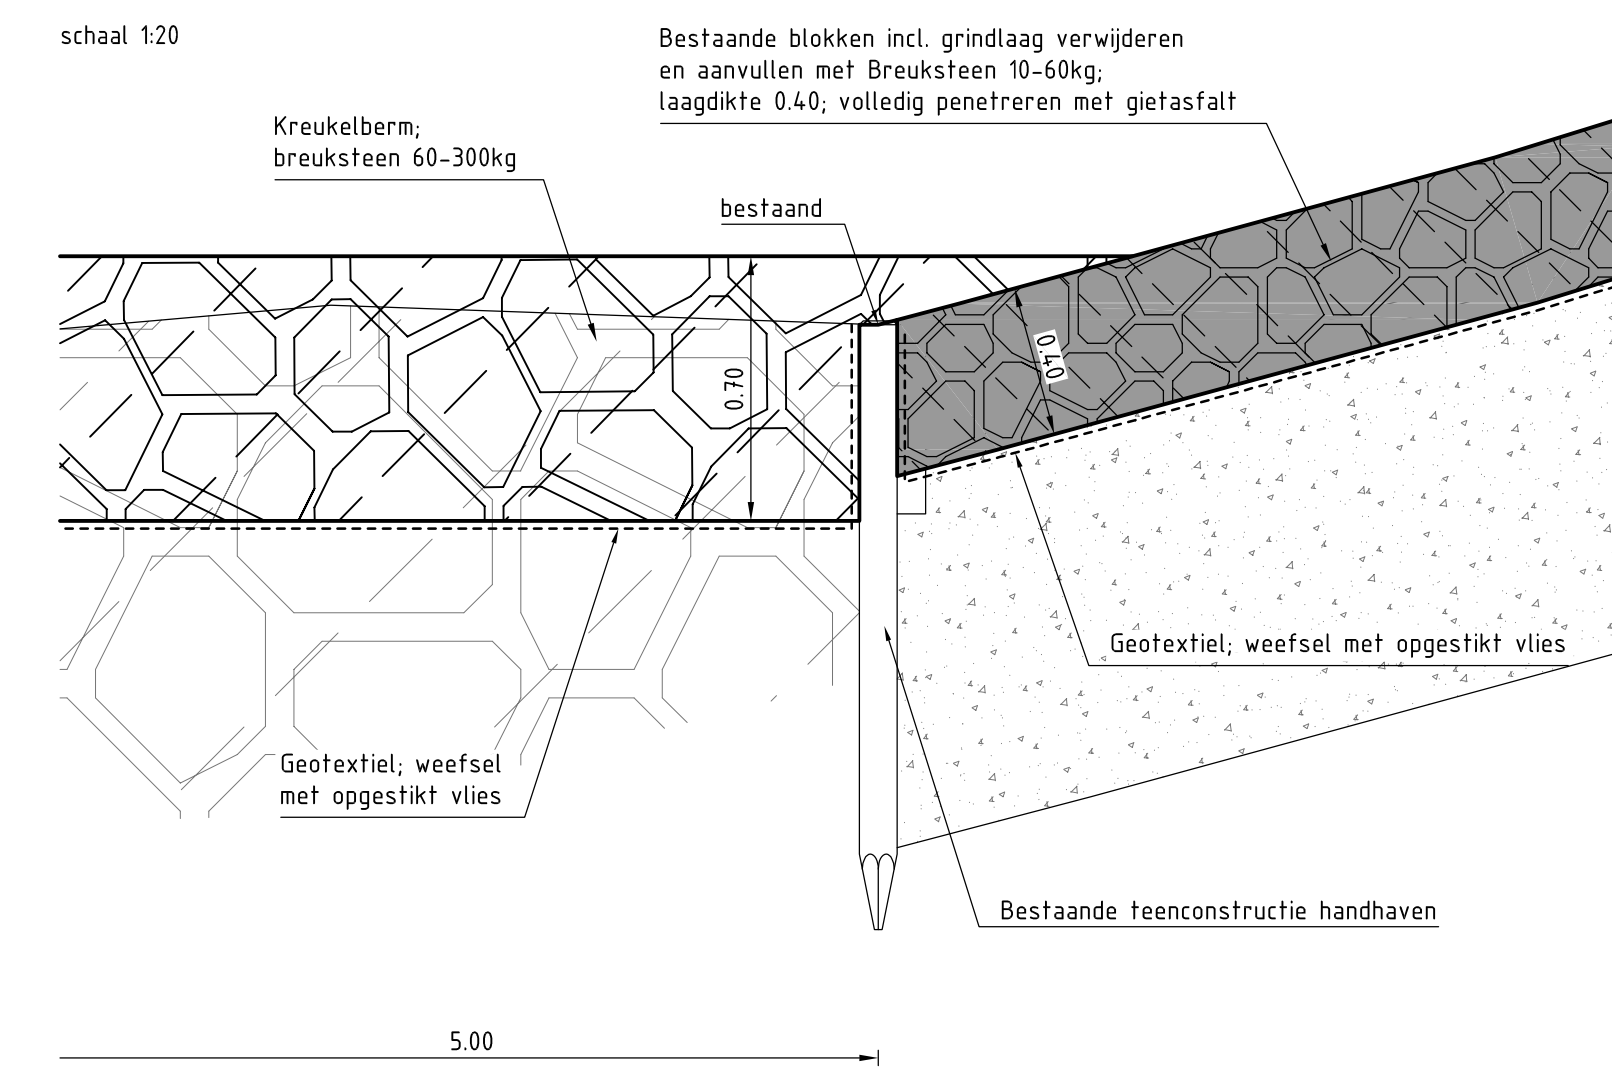 schaal 1:20
Bestaande blokken incl. grindlaag verwijderen
en aanvullen met Breuksteen 10-60kg;
laagdikte 0.40; volledig penetreren met gietasfalt
Kreukelberm;
breuksteen 60-300kg
bestaand
0.70
0.40
Geotextiel; weefsel met opgestikt vlies
Geotextiel; weefsel
met opgestikt vlies
Bestaande teenconstructie handhaven
5.00